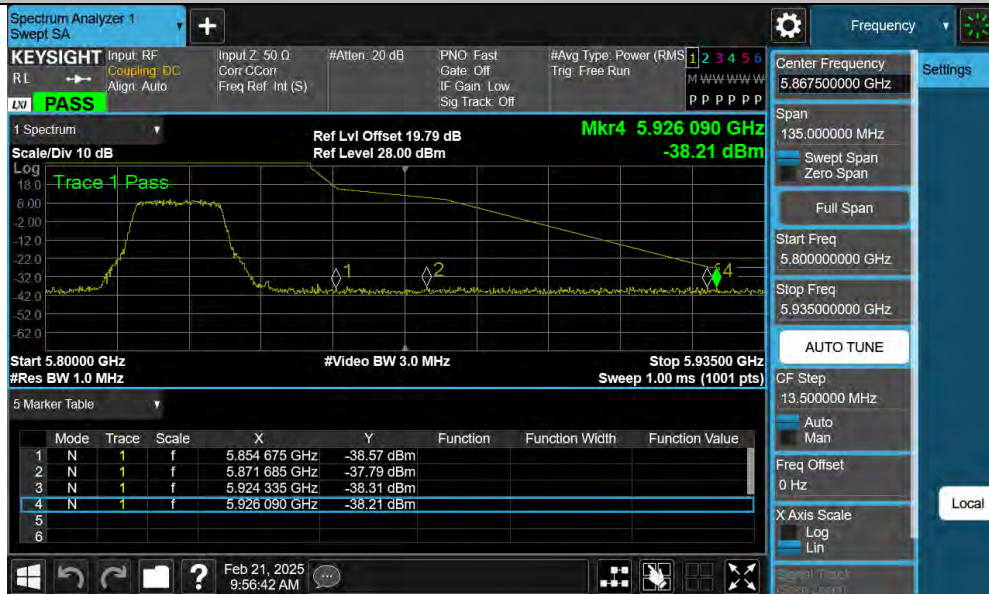 Spectrum Analyzer 1
Swept SA
+
Frequency
KEYSIGHT
RL
LXI PASS
Input: RF
Coupling: DC
Align: Auto
Input Z: 50 Ω
Corr CCorr
Freq Ref: Int (S)
#Atten: 20 dB
PNO: Fast
Gate: Off
IF Gain: Low
Sig Track: Off
#Avg Type: Power (RMS
Trig: Free Run
1 2 3 4 5 6
M W W W W W
P P P P P P
1 Spectrum
Scale/Div 10 dB
Ref Lvl Offset 19.79 dB
Ref Level 28.00 dBm
Mkr4 5.926 090 GHz
-38.21 dBm
Log
Trace 1 Pass
18.0
8.00
-2.00
-12.0
-22.0
-32.0
-42.0
-52.0
-62.0
1
2
4
Start 5.80000 GHz
#Res BW 1.0 MHz
#Video BW 3.0 MHz
Stop 5.93500 GHz
Sweep 1.00 ms (1001 pts)
5 Marker Table
Mode Trace Scale X Y Function Function Width Function Value
1 N 1 f 5.854 675 GHz -38.57 dBm
2 N 1 f 5.871 685 GHz -37.79 dBm
3 N 1 f 5.924 335 GHz -38.31 dBm
4 N 1 f 5.926 090 GHz -38.21 dBm
5
6
?
Feb 21, 2025
9:56:42 AM
Center Frequency
5.867500000 GHz
Span
135.000000 MHz
Swept Span
Zero Span
Full Span
Start Freq
5.800000000 GHz
Stop Freq
5.935000000 GHz
AUTO TUNE
CF Step
13.500000 MHz
Auto
Man
Freq Offset
0 Hz
X Axis Scale
Log
Lin
Signal Track
(Span Zoom)
Settings
Local